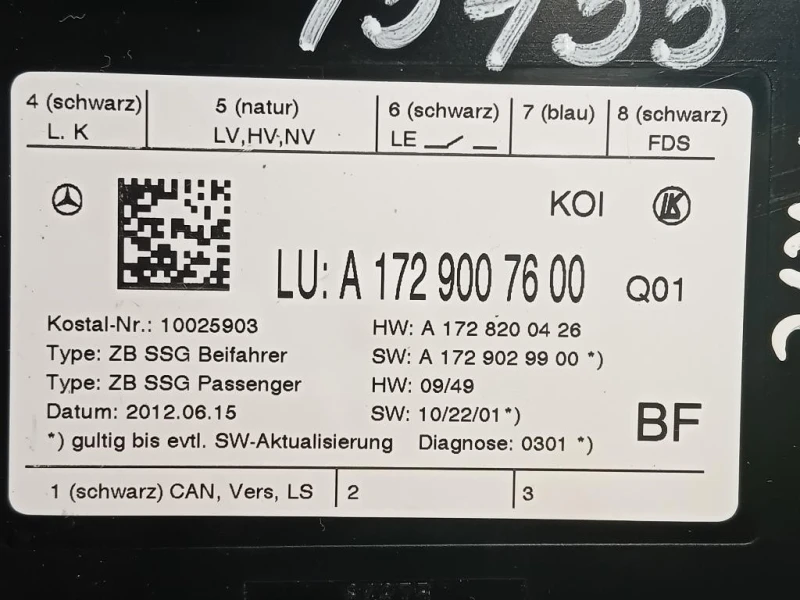 4 (schwarz) 5 (natur) 6 (schwarz) 7 (blau) 8 (schwarz)
L. K LV,HV,NV LE FDS
KOI LK
LU: A 172 900 76 00 Q01
Kostal-Nr.: 10025903 HW: A 172 820 04 26
Type: ZB SSG Beifahrer SW: A 172 902 99 00 *)
Type: ZB SSG Passenger HW: 09/49
Datum: 2012.06.15 SW: 10/22/01 *)
BF
*) gultig bis evtl. SW-Aktualisierung Diagnose: 0301 *)
1 (schwarz) CAN, Vers, LS 2 3